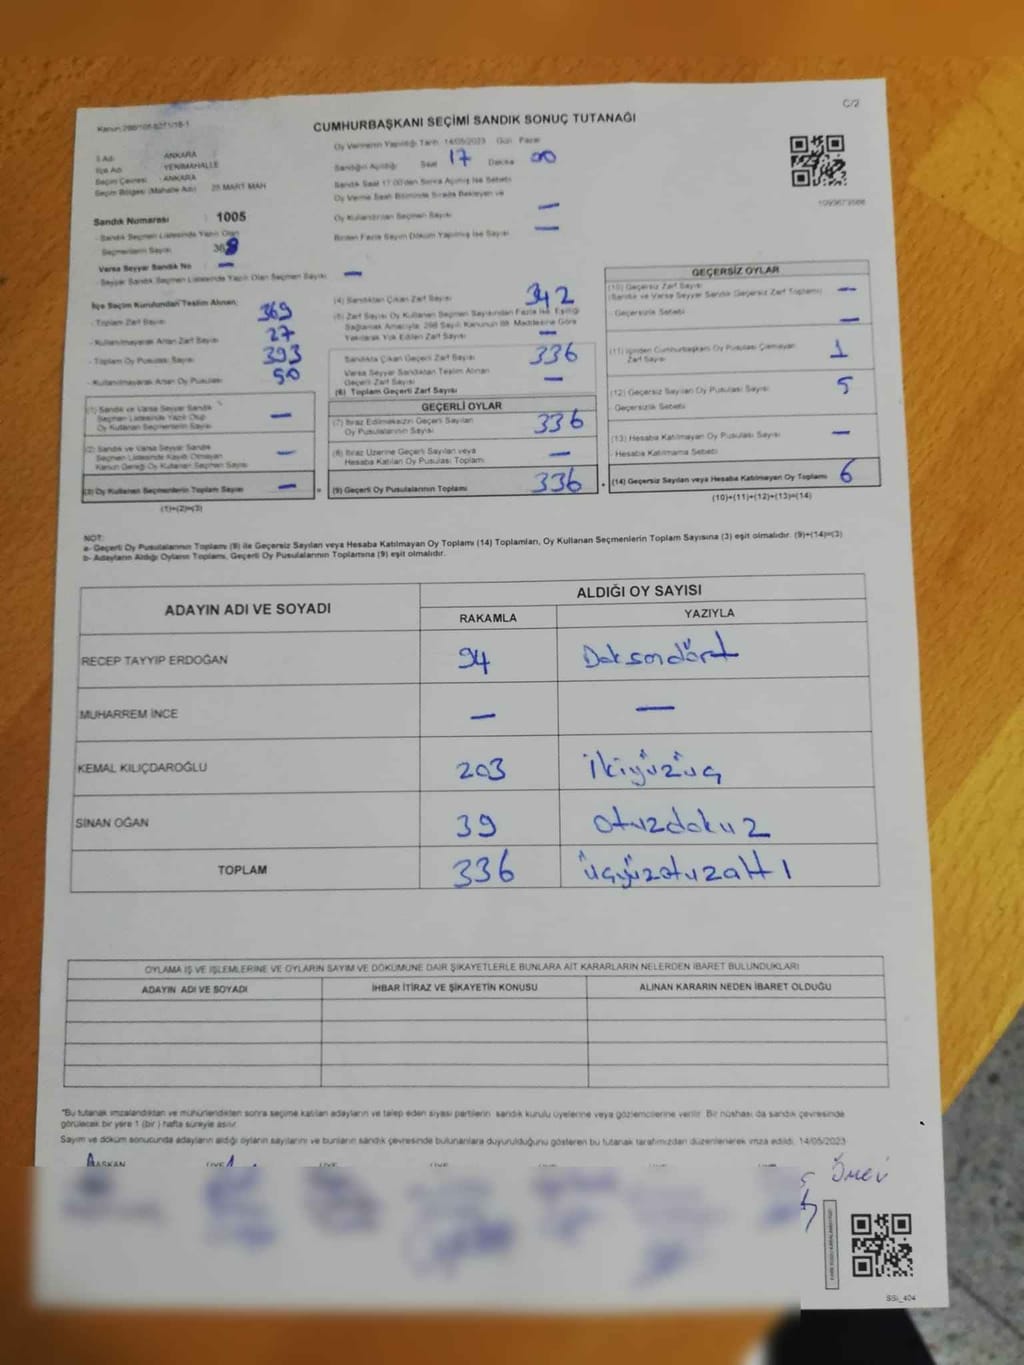 C/2
CUMHURBAŞKANI SEÇİMİ SANDIK SONUÇ TUTANAĞI
İl Adı ANKARA
İlçe Adı YENİMAHALLE
Seçim Çevresi ANKARA
Seçim Bölgesi (Mahalle Adı) 25 MART MAH
Sandık Numarası 1005
- Sandık Seçmen Listesinde Yazılı Olan
Seçmenlerin Sayısı
Varsa Seyyar Sandık No —
- Seyyar Sandık Seçmen Listesinde Yazılı Olan Seçmen Sayısı —
Oy Vermenin Yapıldığı Tarih 14/05/2023 Gün Pazar
Sandığın Açıldığı Saat 17 Dakika 00
Sandık Saat 17.00'den Sonra Açılmış İse Sebebi
Oy Verme Saati Bitiminde Sırada Bekleyen ve
Oy Kullandırılan Seçmen Sayısı —
Birden Fazla Sayım Döküm Yapılmış İse Sayısı —
İlçe Seçim Kurulundan Teslim Alınan:
- Toplam Zarf Sayısı 369
- Kullanılmayarak Artan Zarf Sayısı 27
- Toplam Oy Pusulası Sayısı 393
- Kullanılmayarak Artan Oy Pusulası 50
(1) Sandık ve Varsa Seyyar Sandık
Seçmen Listesinde Yazılı Olup
Oy Kullanan Seçmenlerin Sayısı —
(2) Sandık ve Varsa Seyyar Sandık
Seçmen Listesinde Kayıtlı Olmayan
Kanun Gereği Oy Kullanan Seçmen Sayısı —
(3) Oy Kullanan Seçmenlerin Toplam Sayısı —
(1)+(2)=(3)
(4) Sandıktan Çıkan Zarf Sayısı 342
(5) Zarf Sayısı Oy Kullanan Seçmen Sayısından Fazla İse, Eşitliği
Sağlamak Amacıyla, 298 Sayılı Kanunun 98. Maddesine Göre
Yakılarak Yok Edilen Zarf Sayısı —
Sandıkta Çıkan Geçerli Zarf Sayısı 336
Varsa Seyyar Sandıktan Teslim Alınan
Geçerli Zarf Sayısı —
(6) Toplam Geçerli Zarf Sayısı
GEÇERLİ OYLAR
(7) İtiraz Edilmeksizin Geçerli Sayılan
Oy Pusulalarının Sayısı 336
(8) İtiraz Üzerine Geçerli Sayılan veya
Hesaba Katılan Oy Pusulası Toplamı —
(9) Geçerli Oy Pusulalarının Toplamı 336
GEÇERSİZ OYLAR
(10) Geçersiz Zarf Sayısı
(Sandık ve Varsa Seyyar Sandık Geçersiz Zarf Toplamı) —
- Geçersizlik Sebebi —
(11) İçinden Cumhurbaşkanı Oy Pusulası Çıkmayan
Zarf Sayısı 1
(12) Geçersiz Sayılan Oy Pusulası Sayısı 5
- Geçersizlik Sebebi
(13) Hesaba Katılmayan Oy Pusulası Sayısı —
- Hesaba Katılmama Sebebi
(14) Geçersiz Sayılan veya Hesaba Katılmayan Oy Toplamı 6
(10)+(11)+(12)+(13)=(14)
NOT:
a- Geçerli Oy Pusulalarının Toplamı (9) ile Geçersiz Sayılan veya Hesaba Katılmayan Oy Toplamı (14) Toplamları, Oy Kullanan Seçmenlerin Toplam Sayısına (3) eşit olmalıdır. (9)+(14)=(3)
b- Adayların Aldığı Oyların Toplamı, Geçerli Oy Pusulalarının Toplamına (9) eşit olmalıdır.
ADAYIN ADI VE SOYADI ALDIĞI OY SAYISI
RAKAMLA YAZIYLA
RECEP TAYYİP ERDOĞAN 94 Doksandört
MUHARREM İNCE — —
KEMAL KILIÇDAROĞLU 203 ikiyüzüç
SİNAN OĞAN 39 otuzdokuz
TOPLAM 336 üçyüzotuzaltı
OYLAMA İŞ VE İŞLEMLERİNE VE OYLARIN SAYIM VE DÖKÜMÜNE DAİR ŞİKAYETLERLE BUNLARA AİT KARARLARIN NELERDEN İBARET BULUNDUKLARI
ADAYIN ADI VE SOYADI İHBAR İTİRAZ VE ŞİKAYETİN KONUSU ALINAN KARARIN NEDEN İBARET OLDUĞU
*Bu tutanak imzalandıktan ve mühürlendikten sonra seçime katılan adayların ve talep eden siyasi partilerin sandık kurulu üyelerine veya gözlemcilerine verilir. Bir nüshası da sandık çevresinde
görülecek bir yere 1 (bir) hafta süreyle asılır.
Sayım ve döküm sonucunda adayların aldığı oyların sayılarını ve bunların sandık çevresinde bulunanlara duyurulduğunu gösteren bu tutanak tarafımızdan düzenlenerek imza edildi. 14/05/2023
BAŞKAN
SSİ_404